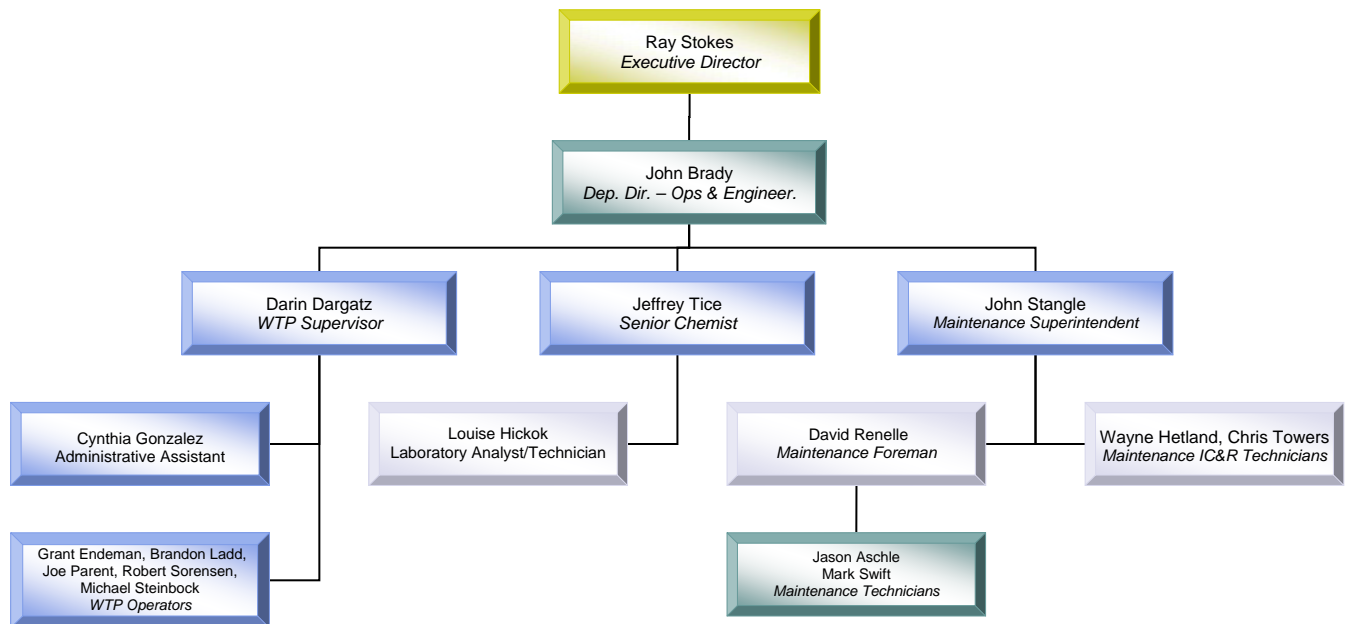 Ray Stokes
Executive Director
John Brady
Dep. Dir. – Ops & Engineer.
Darin Dargatz
WTP Supervisor
Jeffrey Tice
Senior Chemist
John Stangle
Maintenance Superintendent
Cynthia Gonzalez
Administrative Assistant
Louise Hickok
Laboratory Analyst/Technician
David Renelle
Maintenance Foreman
Wayne Hetland, Chris Towers
Maintenance IC&R Technicians
Grant Endeman, Brandon Ladd,
Joe Parent, Robert Sorensen,
Michael Steinbock
WTP Operators
Jason Aschle
Mark Swift
Maintenance Technicians